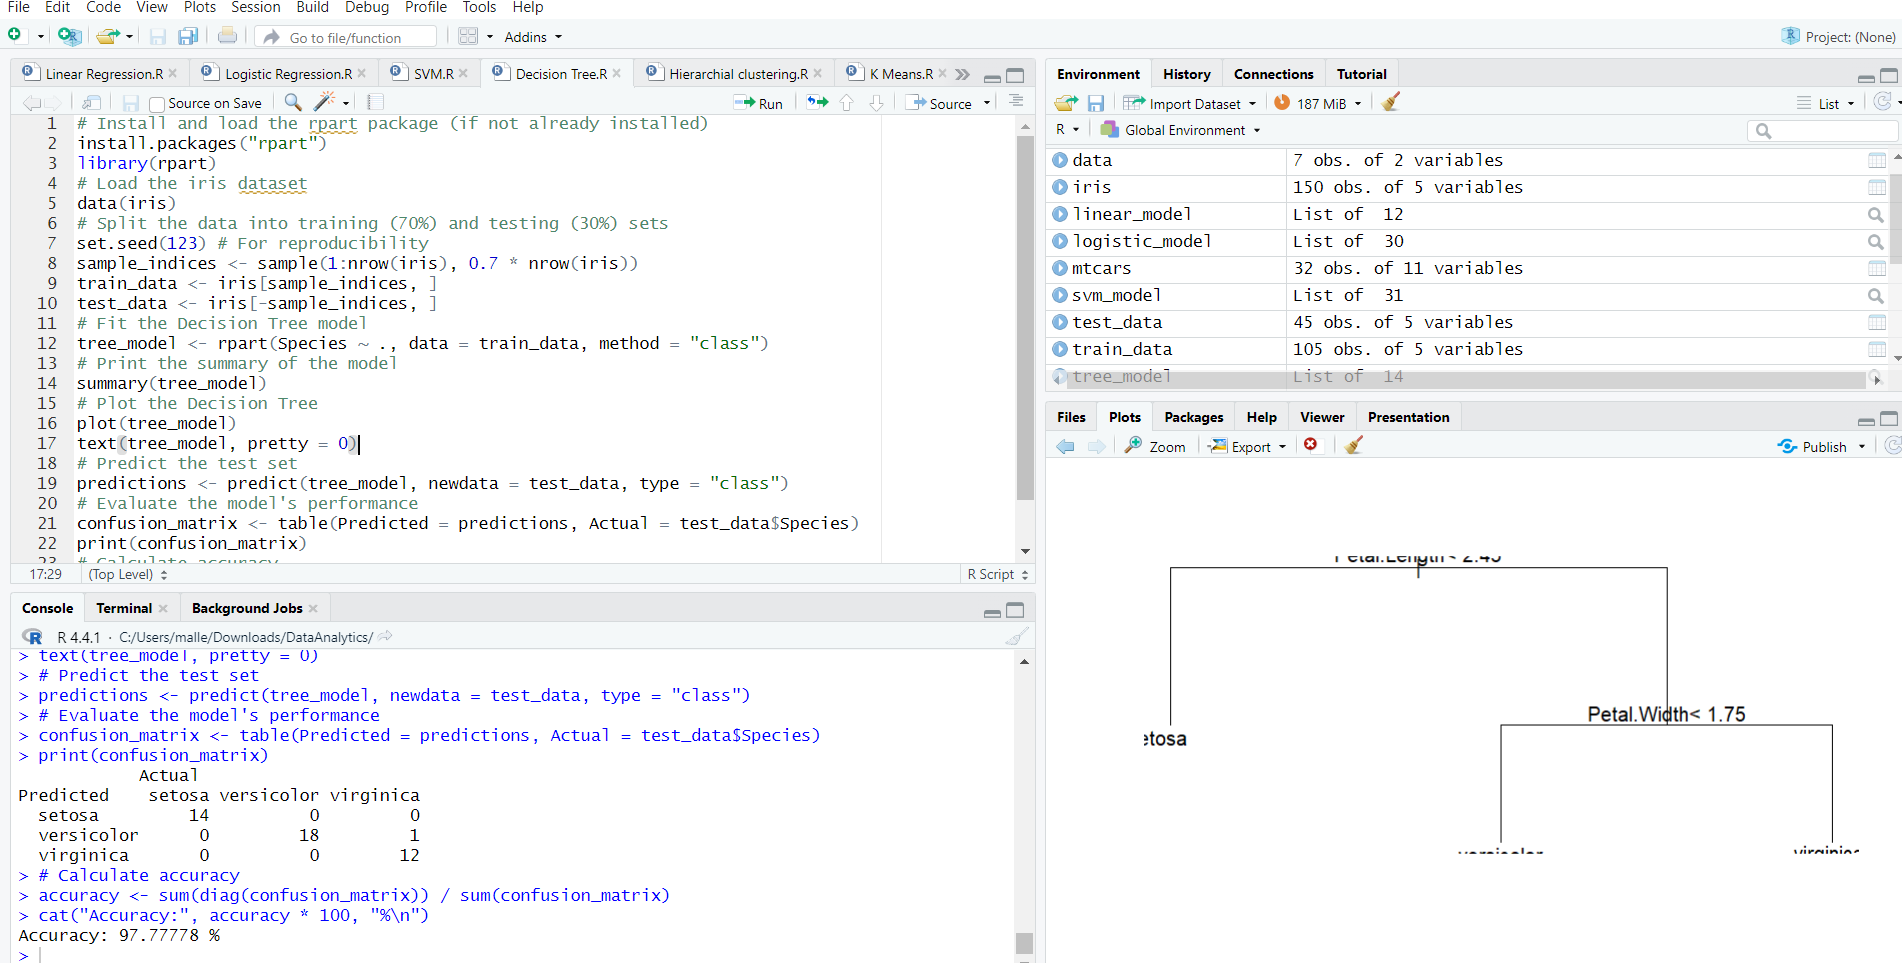 File Edit Code View Plots Session Build Debug Profile Tools Help
Go to file/function Addins Project: (None)
Linear Regression.R Logistic Regression.R SVM.R Decision Tree.R Hierarchial clustering.R K Means.R
Source on Save Run Source
1 # Install and load the rpart package (if not already installed)
2 install.packages("rpart")
3 library(rpart)
4 # Load the iris dataset
5 data(iris)
6 # Split the data into training (70%) and testing (30%) sets
7 set.seed(123) # For reproducibility
8 sample_indices <- sample(1:nrow(iris), 0.7 * nrow(iris))
9 train_data <- iris[sample_indices, ]
10 test_data <- iris[-sample_indices, ]
11 # Fit the Decision Tree model
12 tree_model <- rpart(Species ~ ., data = train_data, method = "class")
13 # Print the summary of the model
14 summary(tree_model)
15 # Plot the Decision Tree
16 plot(tree_model)
17 text(tree_model, pretty = 0)
18 # Predict the test set
19 predictions <- predict(tree_model, newdata = test_data, type = "class")
20 # Evaluate the model's performance
21 confusion_matrix <- table(Predicted = predictions, Actual = test_data$Species)
22 print(confusion_matrix)
23 # Calculate accuracy
17:29 (Top Level) R Script
Console Terminal Background Jobs
R 4.4.1 · C:/Users/malle/Downloads/DataAnalytics/
> text(tree_model, pretty = 0)
> # Predict the test set
> predictions <- predict(tree_model, newdata = test_data, type = "class")
> # Evaluate the model's performance
> confusion_matrix <- table(Predicted = predictions, Actual = test_data$Species)
> print(confusion_matrix)
Actual
Predicted setosa versicolor virginica
setosa 14 0 0
versicolor 0 18 1
virginica 0 0 12
> # Calculate accuracy
> accuracy <- sum(diag(confusion_matrix)) / sum(confusion_matrix)
> cat("Accuracy:", accuracy * 100, "%\n")
Accuracy: 97.77778 %
>
Environment History Connections Tutorial
Import Dataset 187 MiB List
R Global Environment
data 7 obs. of 2 variables
iris 150 obs. of 5 variables
linear_model List of 12
logistic_model List of 30
mtcars 32 obs. of 11 variables
svm_model List of 31
test_data 45 obs. of 5 variables
train_data 105 obs. of 5 variables
tree_model List of 14
Files Plots Packages Help Viewer Presentation
Zoom Export Publish
Petal.Length< 2.45
Petal.Width< 1.75
etosa
versicolor virginic